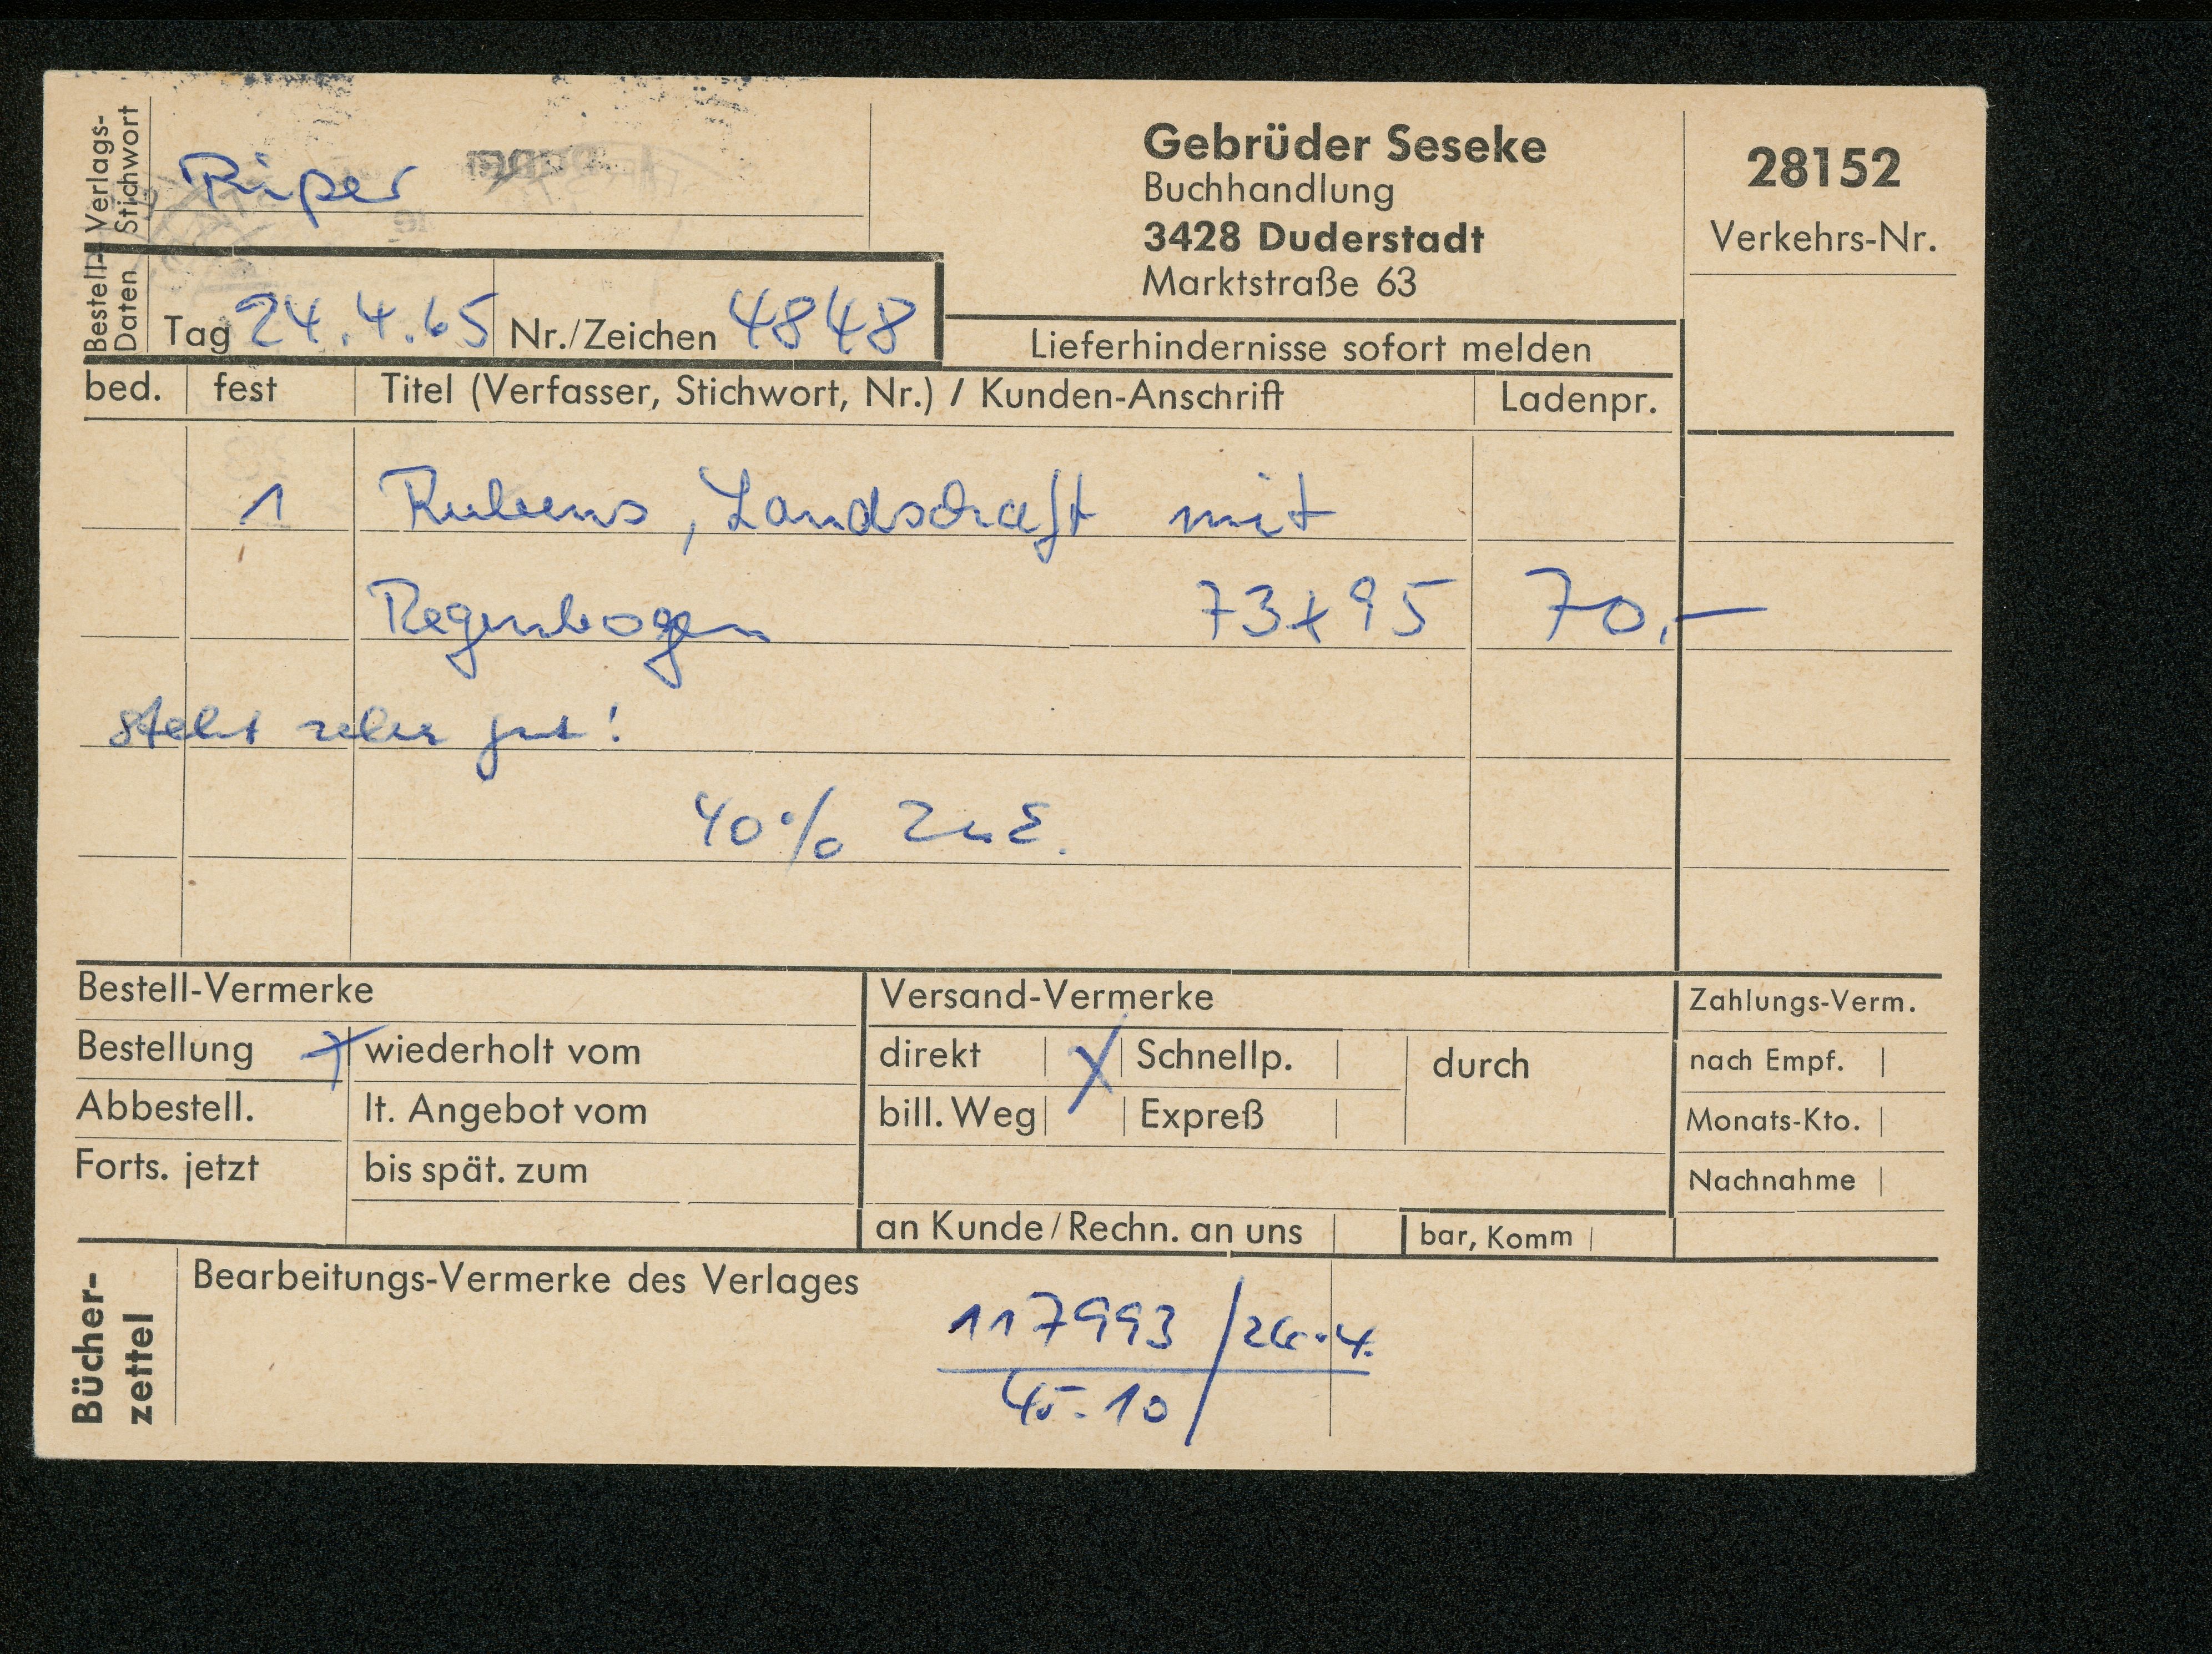 Verlags-
Stichwort
Piper
Gebrüder Seseke
Buchhandlung
3428 Duderstadt
Marktstraße 63
28152
Verkehrs-Nr.
Bestell-
Daten
Tag 24.4.65 Nr./Zeichen 4848
Lieferhindernisse sofort melden
bed. fest Titel (Verfasser, Stichwort, Nr.) / Kunden-Anschrift Ladenpr.
1 Rubens, Landschaft mit
Regenbogen 73x95 70,-
steht sehr gut!
40%
Bestell-Vermerke Versand-Vermerke Zahlungs-Verm.
Bestellung x wiederholt vom direkt x Schnellp. durch nach Empf.
Abbestell. lt. Angebot vom bill. Weg Expreß Monats-Kto.
Forts. jetzt bis spät. zum Nachnahme
an Kunde/Rechn. an uns bar, Komm
Bücher-
zettel
Bearbeitungs-Vermerke des Verlages
117993 / 26.4.
45.10